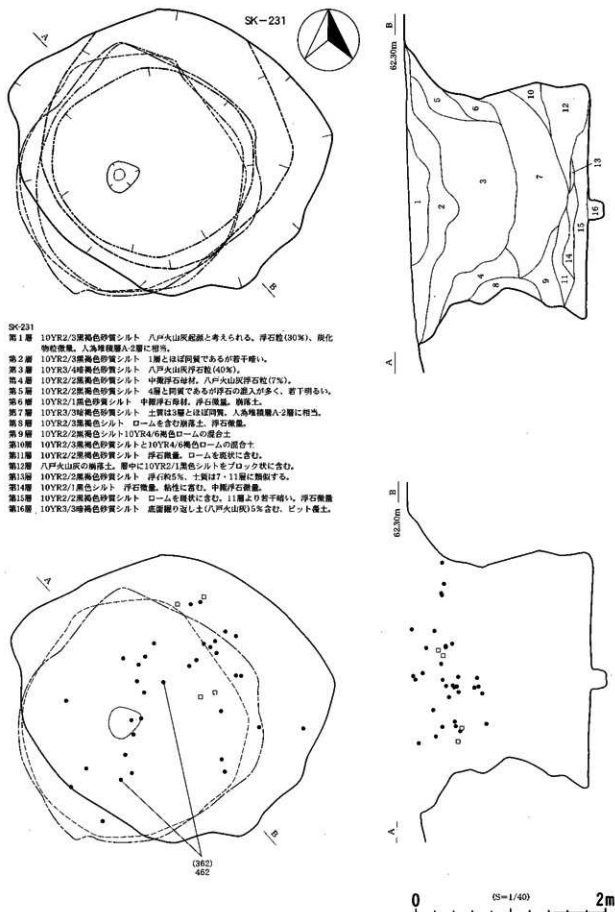 SK-231
A
B
B
62.30m
1
2
3
4
5
6
7
8
9
10
11
12
13
14
15
16
A
SK-231
第1層 10YR2/3黒褐色砂質シルト 八戸火山灰起源と考えられる。浮石粒(30%)、炭化
物粒微量。人為堆積層A-2層に相当。
第2層 10YR2/3黒褐色砂質シルト 1層とほぼ同質であるが若干暗い。
第3層 10YR3/4暗褐色砂質シルト 八戸火山灰浮石粒(40%)。
第4層 10YR2/2黒褐色砂質シルト 中掫浮石母材。八戸火山灰浮石粒(7%)。
第5層 10YR2/2黒褐色砂質シルト 4層と同質であるが浮石の混入が多く、若干明るい。
第6層 10YR2/1黒色砂質シルト 中掫浮石母材。浮石微量。崩落土。
第7層 10YR3/3暗褐色砂質シルト 土質は3層とほぼ同質。人為堆積層A-2層に相当。
第8層 10YR2/3黒褐色シルト ロームを含む崩落土。浮石微量。
第9層 10YR2/2黒褐色シルト10YR4/6褐色ロームの混合土
第10層 10YR2/3黒褐色砂質シルトと10YR4/6褐色ロームの混合土
第11層 10YR2/2黒褐色砂質シルト 浮石微量。ロームを斑状に含む。
第12層 八戸火山灰の崩落土。層中に10YR2/1黒色シルトをブロック状に含む。
第13層 10YR2/2黒褐色砂質シルト 浮石約5%、土質は7・11層に類似する。
第14層 10YR2/1黒色シルト 浮石微量。粘性に富む。中掫浮石微量。
第15層 10YR2/2黒褐色砂質シルト ロームを斑状に含む。11層より若干暗い。浮石微量
第16層 10YR3/3暗褐色砂質シルト 底面掘り返し土(八戸火山灰)5%含む。ピット覆土。
A
B
(362)
462
B
62.30m
A
0 (S=1/40) 2m